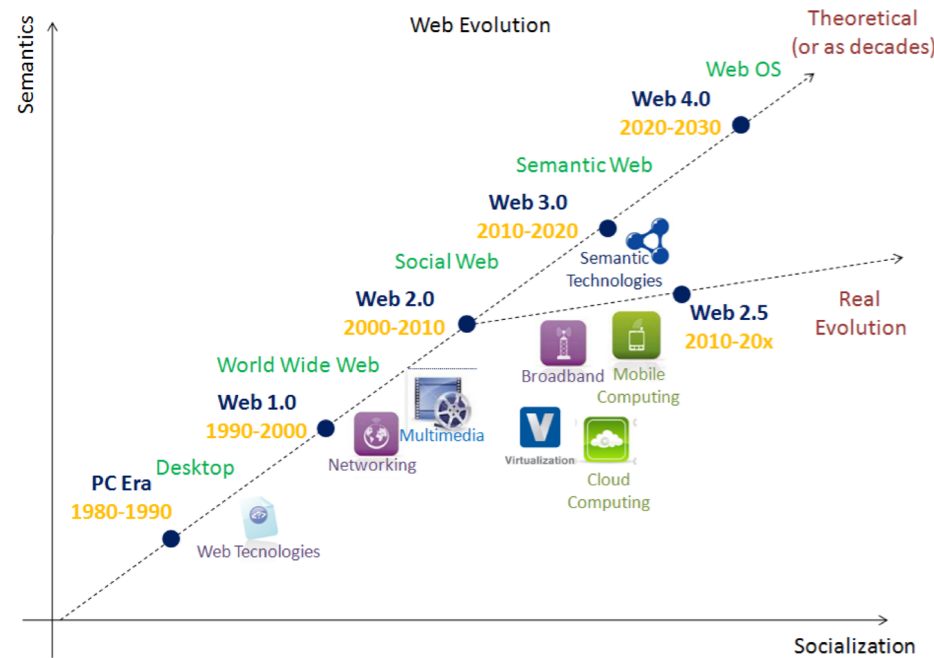 Web Evolution
Semantics
Theoretical
(or as decades)
Web OS
Web 4.0
2020-2030
Semantic Web
Web 3.0
2010-2020
Semantic
Technologies
Social Web
Web 2.0
2000-2010
Web 2.5
2010-20x
Real
Evolution
Broadband
Mobile
Computing
World Wide Web
Web 1.0
1990-2000
Multimedia
Networking
V
Virtualization
Cloud
Computing
Desktop
PC Era
1980-1990
Web Tecnologies
Socialization